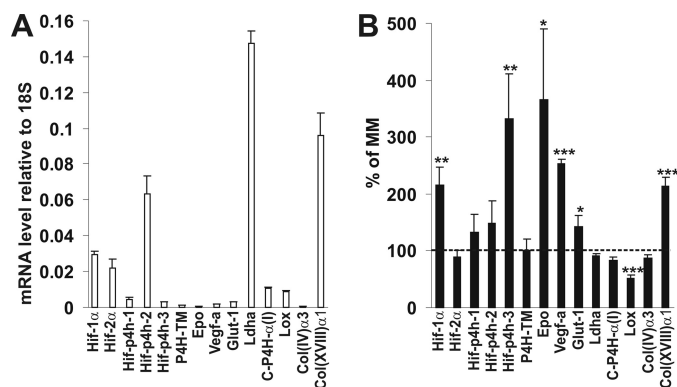 A
mRNA level relative to 18S
0.16
0.14
0.12
0.1
0.08
0.06
0.04
0.02
0
Hif-1α
Hif-2α
Hif-p4h-1
Hif-p4h-2
Hif-p4h-3
P4H-TM
Epo
Vegf-a
Glut-1
Ldha
C-P4H-α(I)
Lox
Col(IV)α3
Col(XVIII)α1
B
% of MM
500
400
300
200
100
0
**
**
*
***
*
***
***
Hif-1α
Hif-2α
Hif-p4h-1
Hif-p4h-2
Hif-p4h-3
P4H-TM
Epo
Vegf-a
Glut-1
Ldha
C-P4H-α(I)
Lox
Col(IV)α3
Col(XVIII)α1